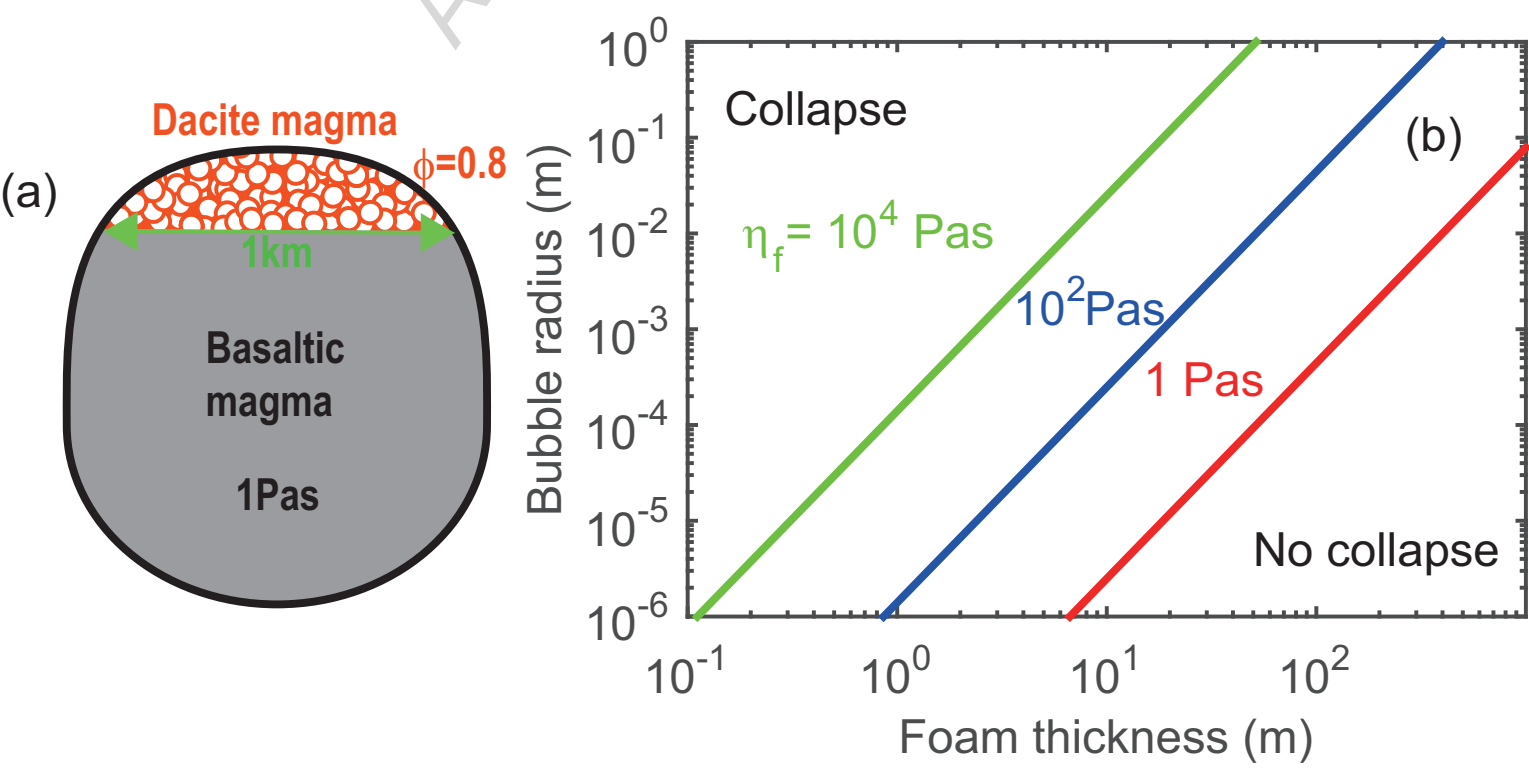 A
(a)
Dacite magma
ϕ=0.8
1km
Basaltic
magma
1Pas
(b)
Collapse
η_f = 10^4 Pas
10^2Pas
1 Pas
No collapse
Bubble radius (m)
10^0
10^-1
10^-2
10^-3
10^-4
10^-5
10^-6
10^-1 10^0 10^1 10^2
Foam thickness (m)